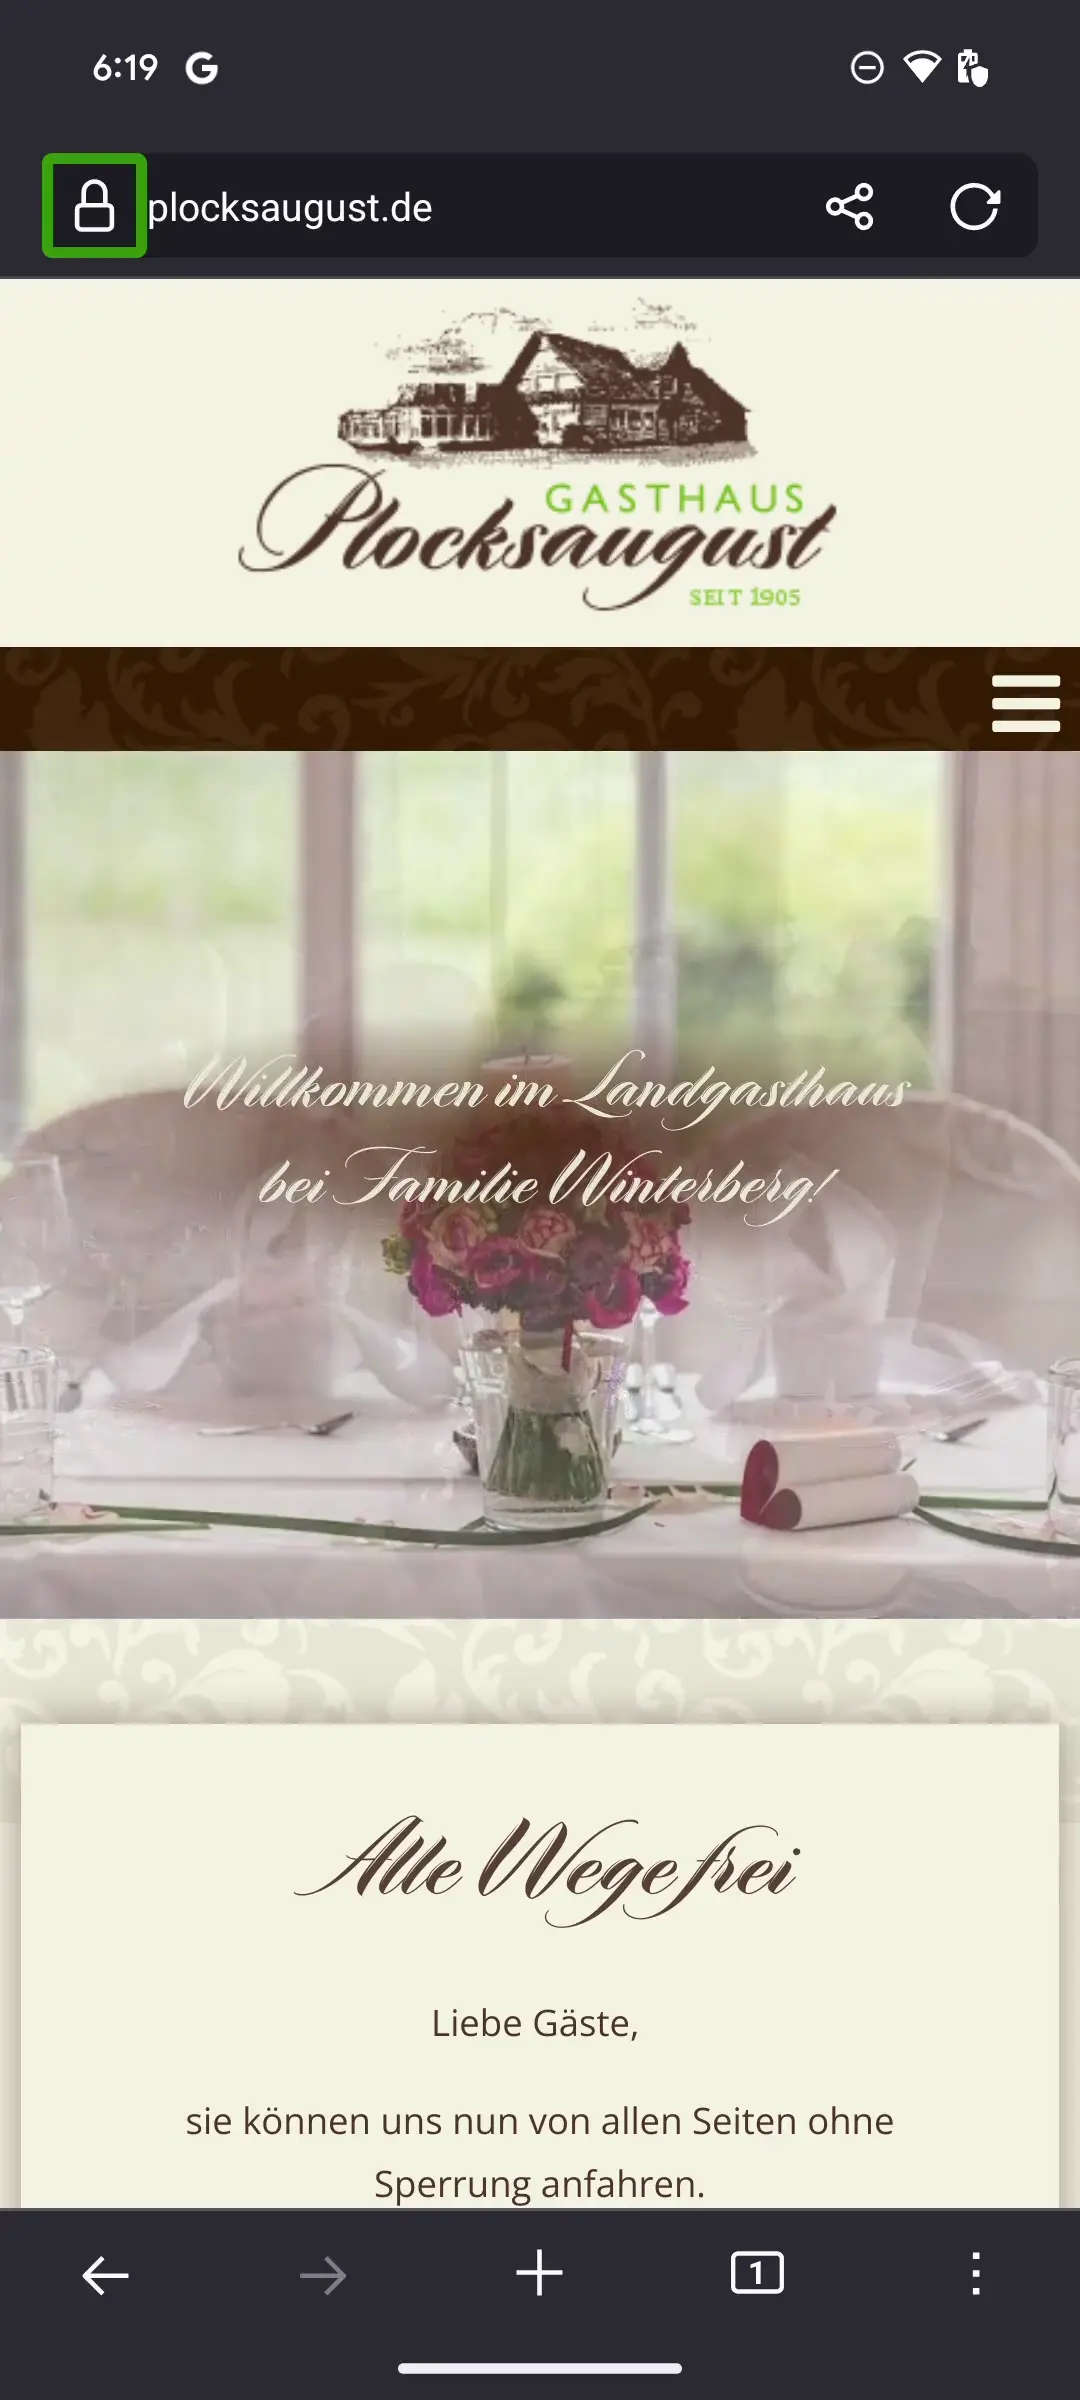 6:19
plocksaugust.de
GASTHAUS
Plocksaugust
SEIT 1905
Willkommen im Landgasthaus
bei Familie Winterberg!
Alle Wege frei
Liebe Gäste,
sie können uns nun von allen Seiten ohne
Sperrung anfahren.
1